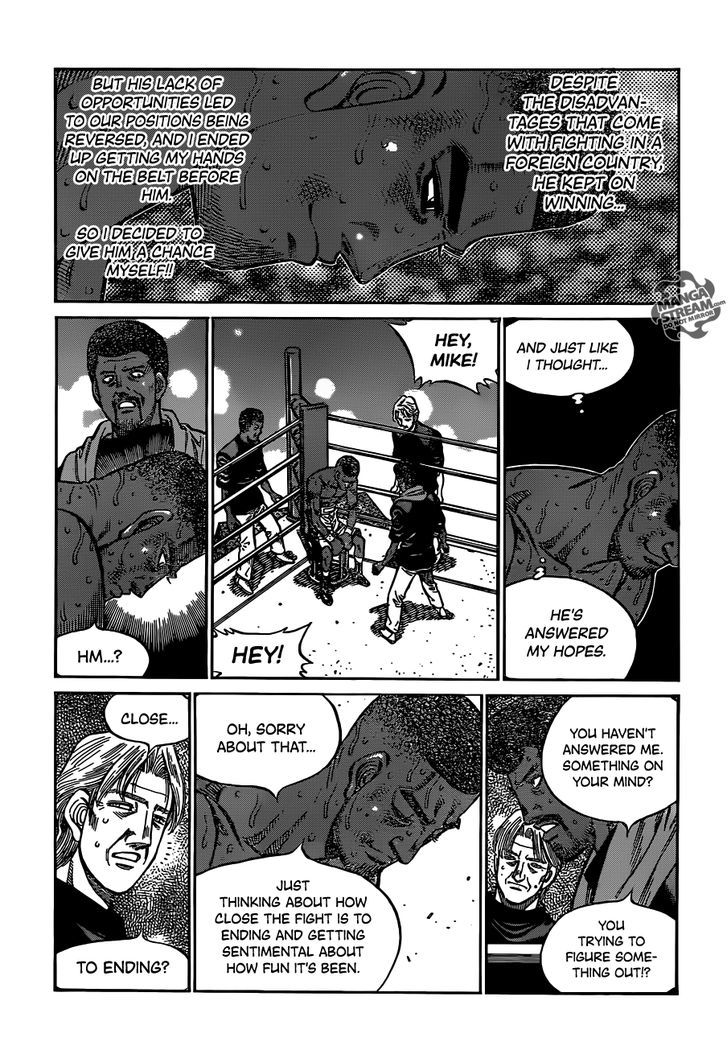 DESPITE
THE DISADVAN-
TAGES THAT COME
WITH FIGHTING IN A
FOREIGN COUNTRY,
HE KEPT ON
WINNING...
BUT HIS LACK OF
OPPORTUNITIES LED
TO OUR POSITIONS BEING
REVERSED, AND I ENDED
UP GETTING MY HANDS
ON THE BELT BEFORE
HIM.
SO I DECIDED TO
GIVE HIM A CHANCE
MYSELF!!
MANGA
STREAM.com
DO NOT MIRROR
AND JUST LIKE
I THOUGHT...
HE'S
ANSWERED
MY HOPES.
HEY,
MIKE!
HEY!
HM...?
YOU HAVEN'T
ANSWERED ME.
SOMETHING ON
YOUR MIND?
YOU
TRYING TO
FIGURE SOME-
THING OUT!?
OH, SORRY
ABOUT THAT...
JUST
THINKING ABOUT HOW
CLOSE THE FIGHT IS TO
ENDING AND GETTING
SENTIMENTAL ABOUT
HOW FUN IT'S BEEN.
CLOSE...
TO ENDING?